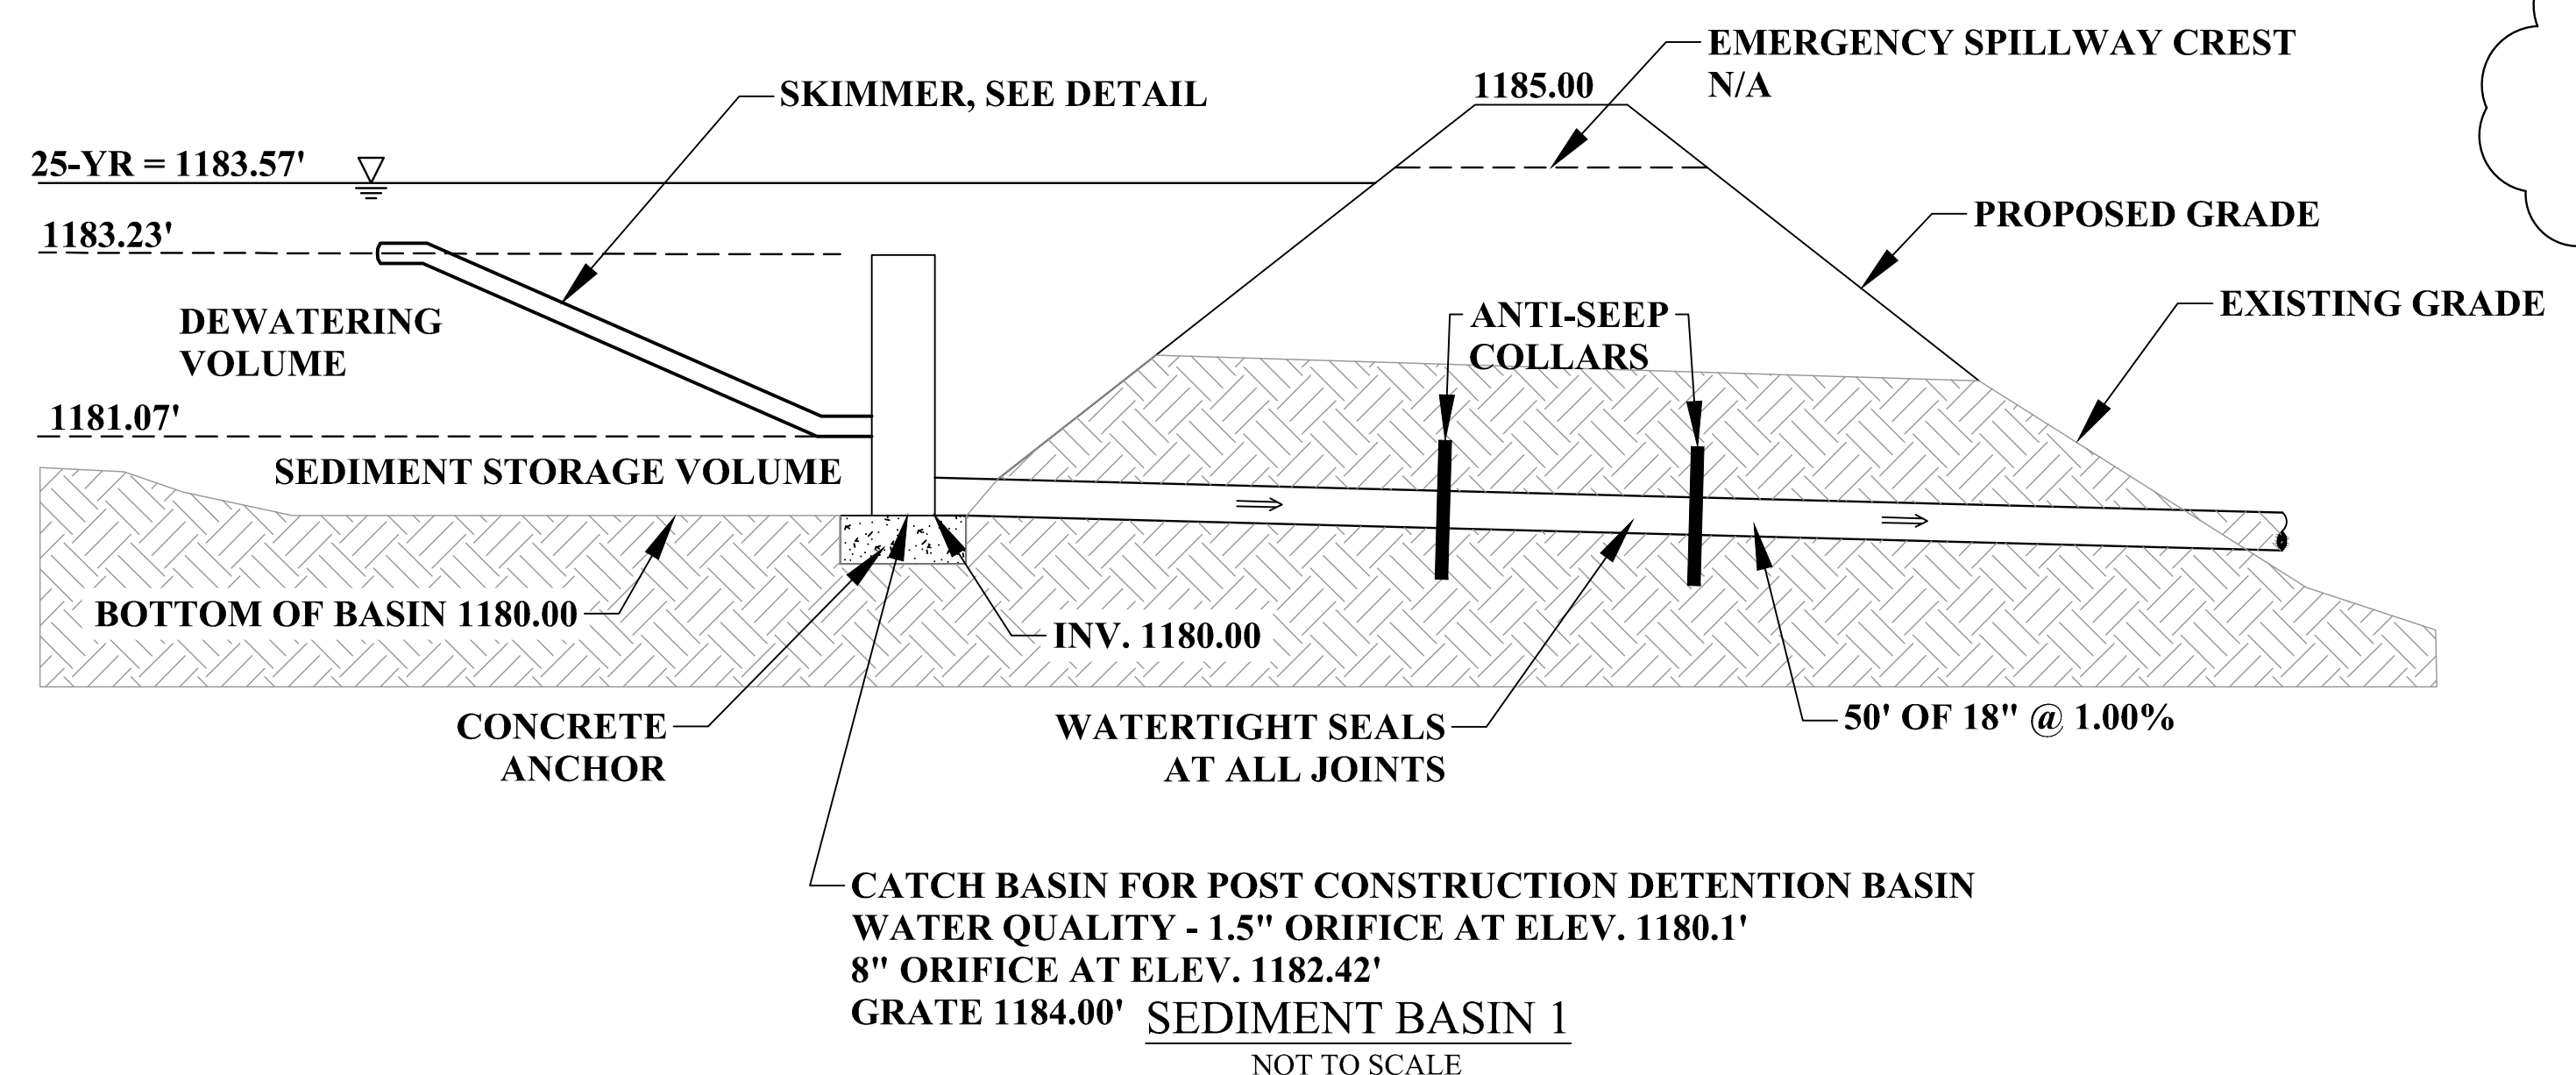 EMERGENCY SPILLWAY CREST
N/A
1185.00
SKIMMER, SEE DETAIL
25-YR = 1183.57'
PROPOSED GRADE
1183.23'
EXISTING GRADE
DEWATERING
VOLUME
ANTI-SEEP
COLLARS
1181.07'
SEDIMENT STORAGE VOLUME
BOTTOM OF BASIN 1180.00
INV. 1180.00
CONCRETE
ANCHOR
WATERTIGHT SEALS
AT ALL JOINTS
50' OF 18" @ 1.00%
CATCH BASIN FOR POST CONSTRUCTION DETENTION BASIN
WATER QUALITY - 1.5" ORIFICE AT ELEV. 1180.1'
8" ORIFICE AT ELEV. 1182.42'
GRATE 1184.00'
SEDIMENT BASIN 1
NOT TO SCALE